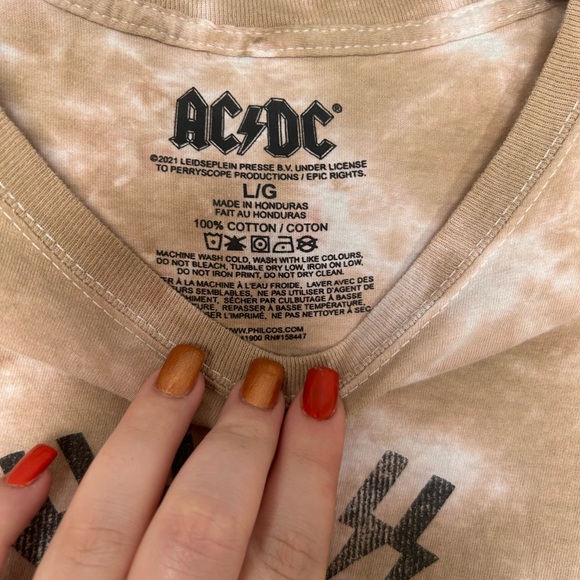 AC⚡DC®
©2021 LEIDSEPLEIN PRESSE B.V. UNDER LICENSE
TO PERRYSCOPE PRODUCTIONS / EPIC RIGHTS.
L/G
MADE IN HONDURAS
FAIT AU HONDURAS
100% COTTON / COTON
MACHINE WASH COLD, WASH WITH LIKE COLOURS,
DO NOT BLEACH, TUMBLE DRY LOW, IRON ON LOW,
DO NOT IRON PRINT, DO NOT DRY CLEAN.
À LA MACHINE À L'EAU FROIDE, LAVER AVEC DES
SEMBLABLES, NE PAS UTILISER D'AGENT DE
SÉCHER PAR CULBUTAGE À BASSE
REPASSER À BASSE TEMPÉRATURE,
L'IMPRIMÉ. NE PAS NETTOYER À SEC
WWW.PHILCOS.COM
RN#158447